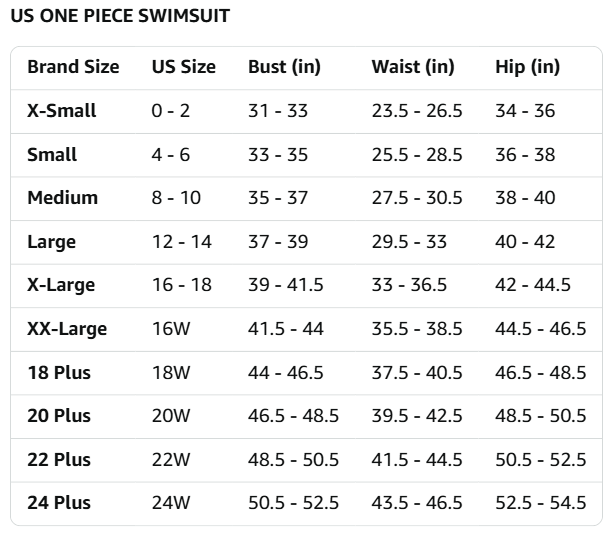 US ONE PIECE SWIMSUIT
Brand Size US Size Bust (in) Waist (in) Hip (in)
X-Small 0 - 2 31 - 33 23.5 - 26.5 34 - 36
Small 4 - 6 33 - 35 25.5 - 28.5 36 - 38
Medium 8 - 10 35 - 37 27.5 - 30.5 38 - 40
Large 12 - 14 37 - 39 29.5 - 33 40 - 42
X-Large 16 - 18 39 - 41.5 33 - 36.5 42 - 44.5
XX-Large 16W 41.5 - 44 35.5 - 38.5 44.5 - 46.5
18 Plus 18W 44 - 46.5 37.5 - 40.5 46.5 - 48.5
20 Plus 20W 46.5 - 48.5 39.5 - 42.5 48.5 - 50.5
22 Plus 22W 48.5 - 50.5 41.5 - 44.5 50.5 - 52.5
24 Plus 24W 50.5 - 52.5 43.5 - 46.5 52.5 - 54.5